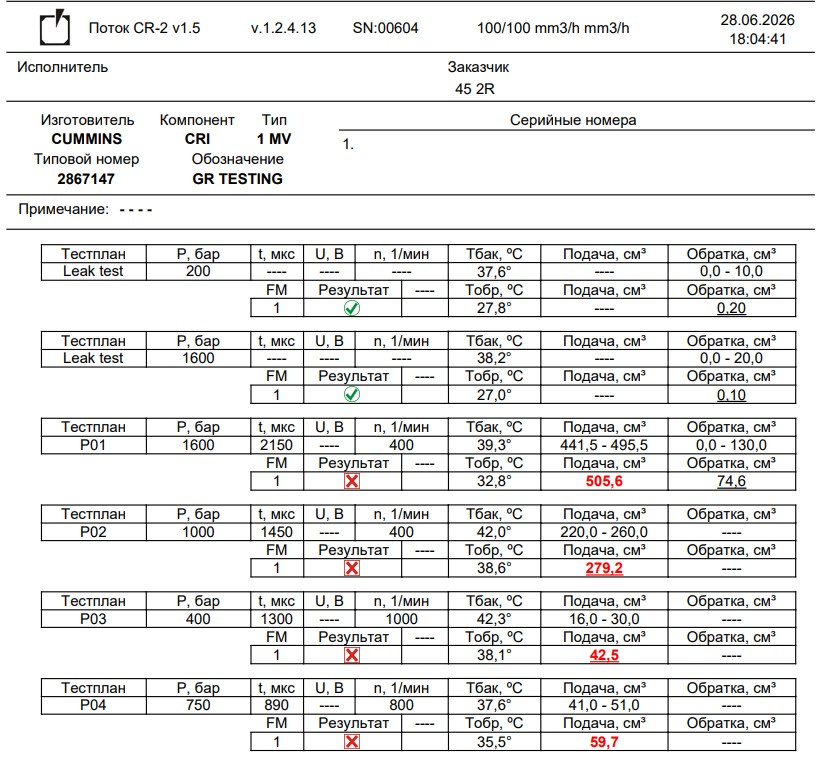 Поток CR-2 v1.5 v.1.2.4.13 SN:00604 100/100 mm3/h mm3/h 28.06.2026
18:04:41
Исполнитель Заказчик
45 2R
Изготовитель Компонент Тип Серийные номера
CUMMINS CRI 1 MV 1.
Типовой номер Обозначение
2867147 GR TESTING
Примечание: ----
Тестплан P, бар t, мкс U, В n, 1/мин Тбак, ºC Подача, см³ Обратка, см³
Leak test 200 ---- ---- ---- 37,6° ---- 0,0 - 10,0
FM Результат ---- Тобр, ºC Подача, см³ Обратка, см³
1 27,8° ---- 0,20
Тестплан P, бар t, мкс U, В n, 1/мин Тбак, ºC Подача, см³ Обратка, см³
Leak test 1600 ---- ---- ---- 38,2° ---- 0,0 - 20,0
FM Результат ---- Тобр, ºC Подача, см³ Обратка, см³
1 27,0° ---- 0,10
Тестплан P, бар t, мкс U, В n, 1/мин Тбак, ºC Подача, см³ Обратка, см³
P01 1600 2150 ---- 400 39,3° 441,5 - 495,5 0,0 - 130,0
FM Результат ---- Тобр, ºC Подача, см³ Обратка, см³
1 32,8° 505,6 74,6
Тестплан P, бар t, мкс U, В n, 1/мин Тбак, ºC Подача, см³ Обратка, см³
P02 1000 1450 ---- 400 42,0° 220,0 - 260,0 ----
FM Результат ---- Тобр, ºC Подача, см³ Обратка, см³
1 38,6° 279,2 ----
Тестплан P, бар t, мкс U, В n, 1/мин Тбак, ºC Подача, см³ Обратка, см³
P03 400 1300 ---- 1000 42,3° 16,0 - 30,0 ----
FM Результат ---- Тобр, ºC Подача, см³ Обратка, см³
1 38,1° 42,5 ----
Тестплан P, бар t, мкс U, В n, 1/мин Тбак, ºC Подача, см³ Обратка, см³
P04 750 890 ---- 800 37,6° 41,0 - 51,0 ----
FM Результат ---- Тобр, ºC Подача, см³ Обратка, см³
1 35,5° 59,7 ----